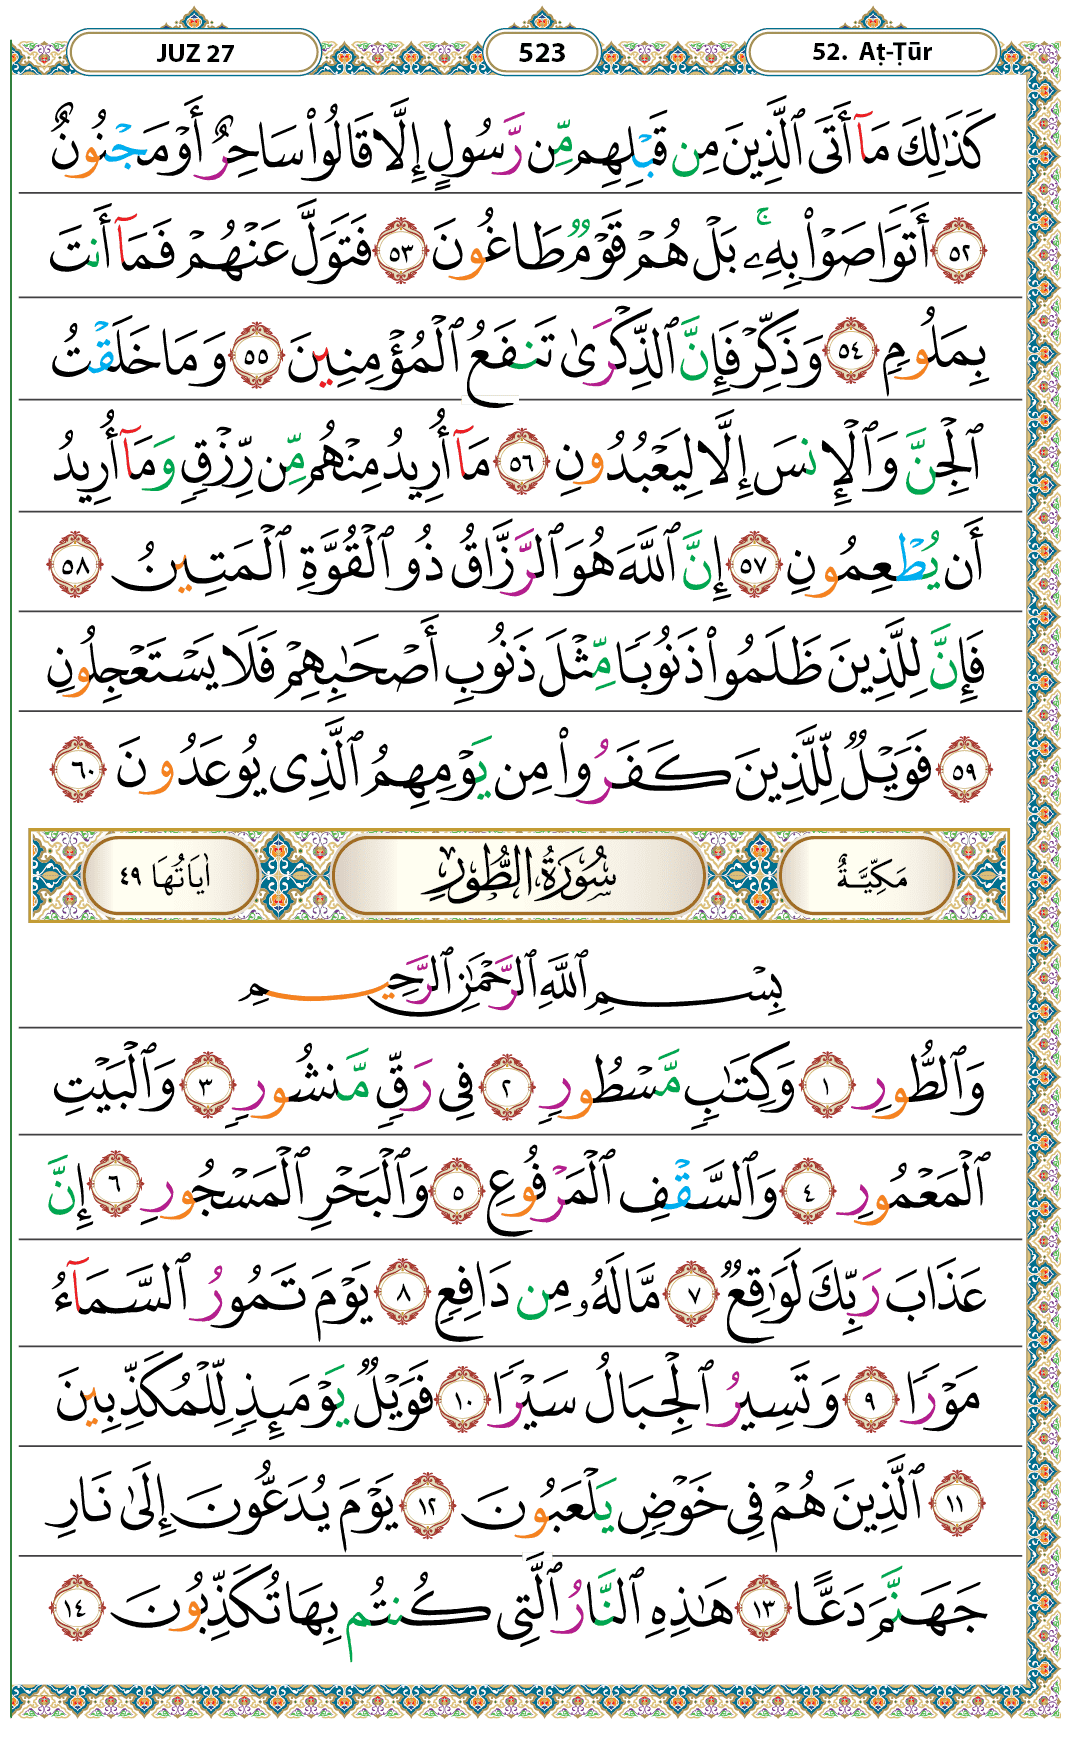 JUZ 27 523 52. Aṭ-Ṭūr
كَذَٰلِكَ مَآ أَتَى ٱلَّذِينَ مِن قَبْلِهِم مِّن رَّسُولٍ إِلَّا قَالُوا۟ سَاحِرٌ أَوْ مَجْنُونٌ
٥٢ أَتَوَاصَوْا۟ بِهِۦ ۚ بَلْ هُمْ قَوْمٌ طَاغُونَ ٥٣ فَتَوَلَّ عَنْهُمْ فَمَآ أَنتَ
بِمَلُومٍ ٥٤ وَذَكِّرْ فَإِنَّ ٱلذِّكْرَىٰ تَنفَعُ ٱلْمُؤْمِنِينَ ٥٥ وَمَا خَلَقْتُ
ٱلْجِنَّ وَٱلْإِنسَ إِلَّا لِيَعْبُدُونِ ٥٦ مَآ أُرِيدُ مِنْهُم مِّن رِّزْقٍ وَمَآ أُرِيدُ
أَن يُطْعِمُونِ ٥٧ إِنَّ ٱللَّهَ هُوَ ٱلرَّزَّاقُ ذُو ٱلْقُوَّةِ ٱلْمَتِينُ ٥٨
فَإِنَّ لِلَّذِينَ ظَلَمُوا۟ ذَنُوبًا مِّثْلَ ذَنُوبِ أَصْحَٰبِهِمْ فَلَا يَسْتَعْجِلُونِ
٥٩ فَوَيْلٌ لِّلَّذِينَ كَفَرُوا۟ مِن يَوْمِهِمُ ٱلَّذِى يُوعَدُونَ ٦٠
مَكِّيَّةٌ سُورَةُ الطُّورِ اٰيَاتُهَا ٤٩
بِسْمِ ٱللَّهِ ٱلرَّحْمَٰنِ ٱلرَّحِيمِ
وَٱلطُّورِ ١ وَكِتَٰبٍ مَّسْطُورٍ ٢ فِى رَقٍّ مَّنشُورٍ ٣ وَٱلْبَيْتِ
ٱلْمَعْمُورِ ٤ وَٱلسَّقْفِ ٱلْمَرْفُوعِ ٥ وَٱلْبَحْرِ ٱلْمَسْجُورِ ٦ إِنَّ
عَذَابَ رَبِّكَ لَوَٰقِعٌ ٧ مَّا لَهُۥ مِن دَافِعٍ ٨ يَوْمَ تَمُورُ ٱلسَّمَآءُ
مَوْرًا ٩ وَتَسِيرُ ٱلْجِبَالُ سَيْرًا ١٠ فَوَيْلٌ يَوْمَئِذٍ لِّلْمُكَذِّبِينَ
١١ ٱلَّذِينَ هُمْ فِى خَوْضٍ يَلْعَبُونَ ١٢ يَوْمَ يُدَعُّونَ إِلَىٰ نَارِ
جَهَنَّمَ دَعًّا ١٣ هَٰذِهِ ٱلنَّارُ ٱلَّتِى كُنتُم بِهَا تُكَذِّبُونَ ١٤